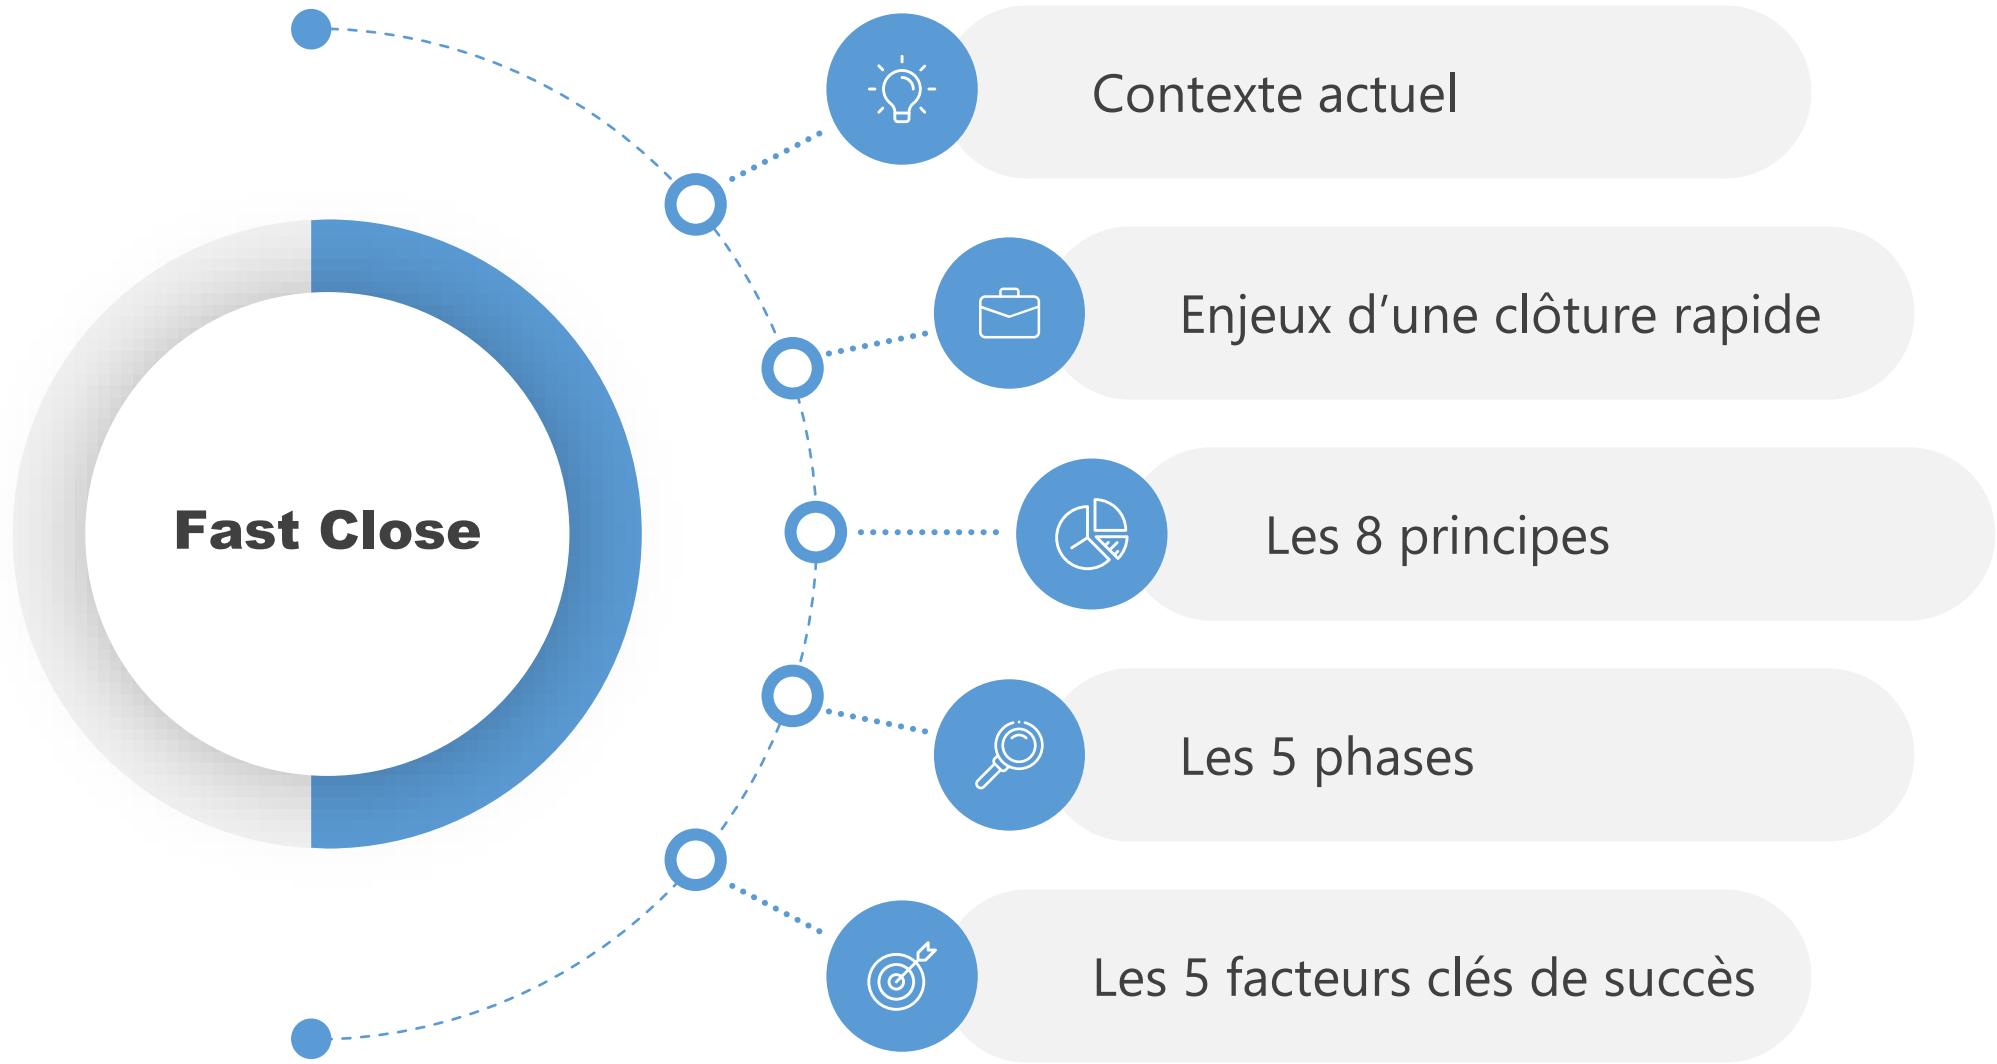 Contexte actuel
Enjeux d’une clôture rapide
Fast Close
Les 8 principes
Les 5 phases
Les 5 facteurs clés de succès